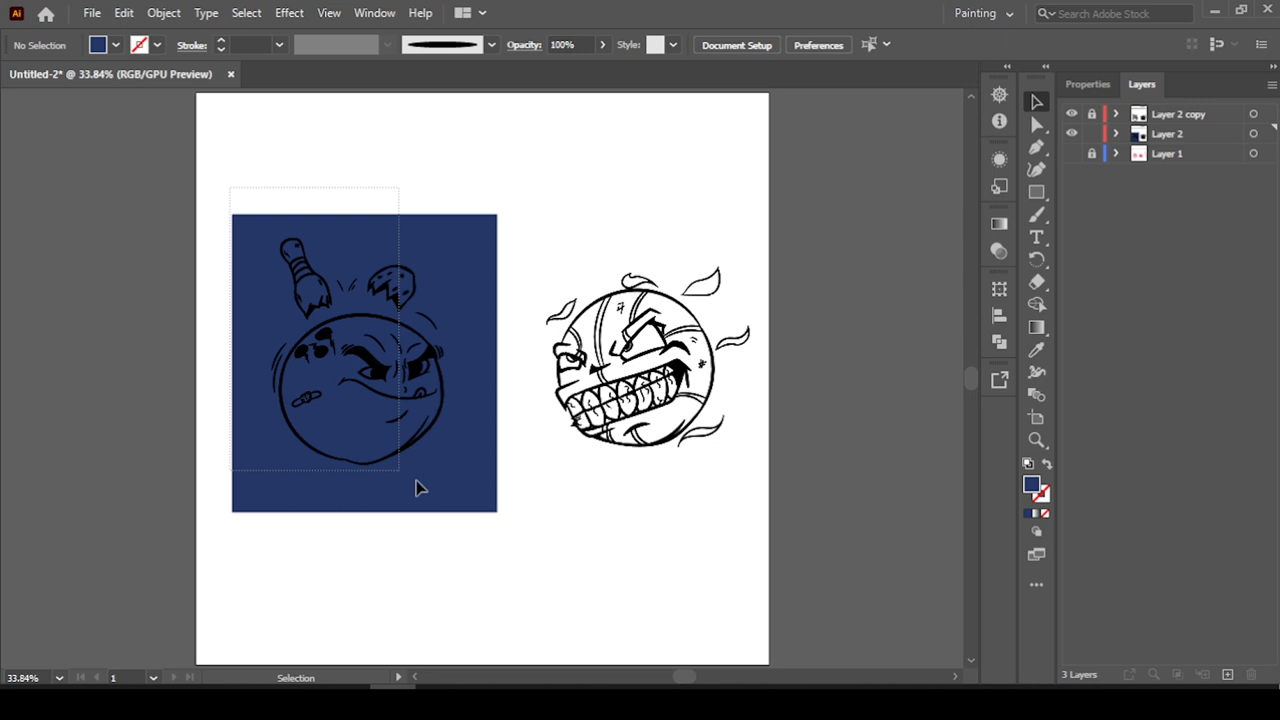 Ai File Edit Object Type Select Effect View Window Help Painting Search Adobe Stock
No Selection Stroke: Opacity: 100% Style: Document Setup Preferences
Untitled-2* @ 33.84% (RGB/GPU Preview) × Properties Layers
Layer 2 copy
Layer 2
Layer 1
33.84% 1 Selection 3 Layers